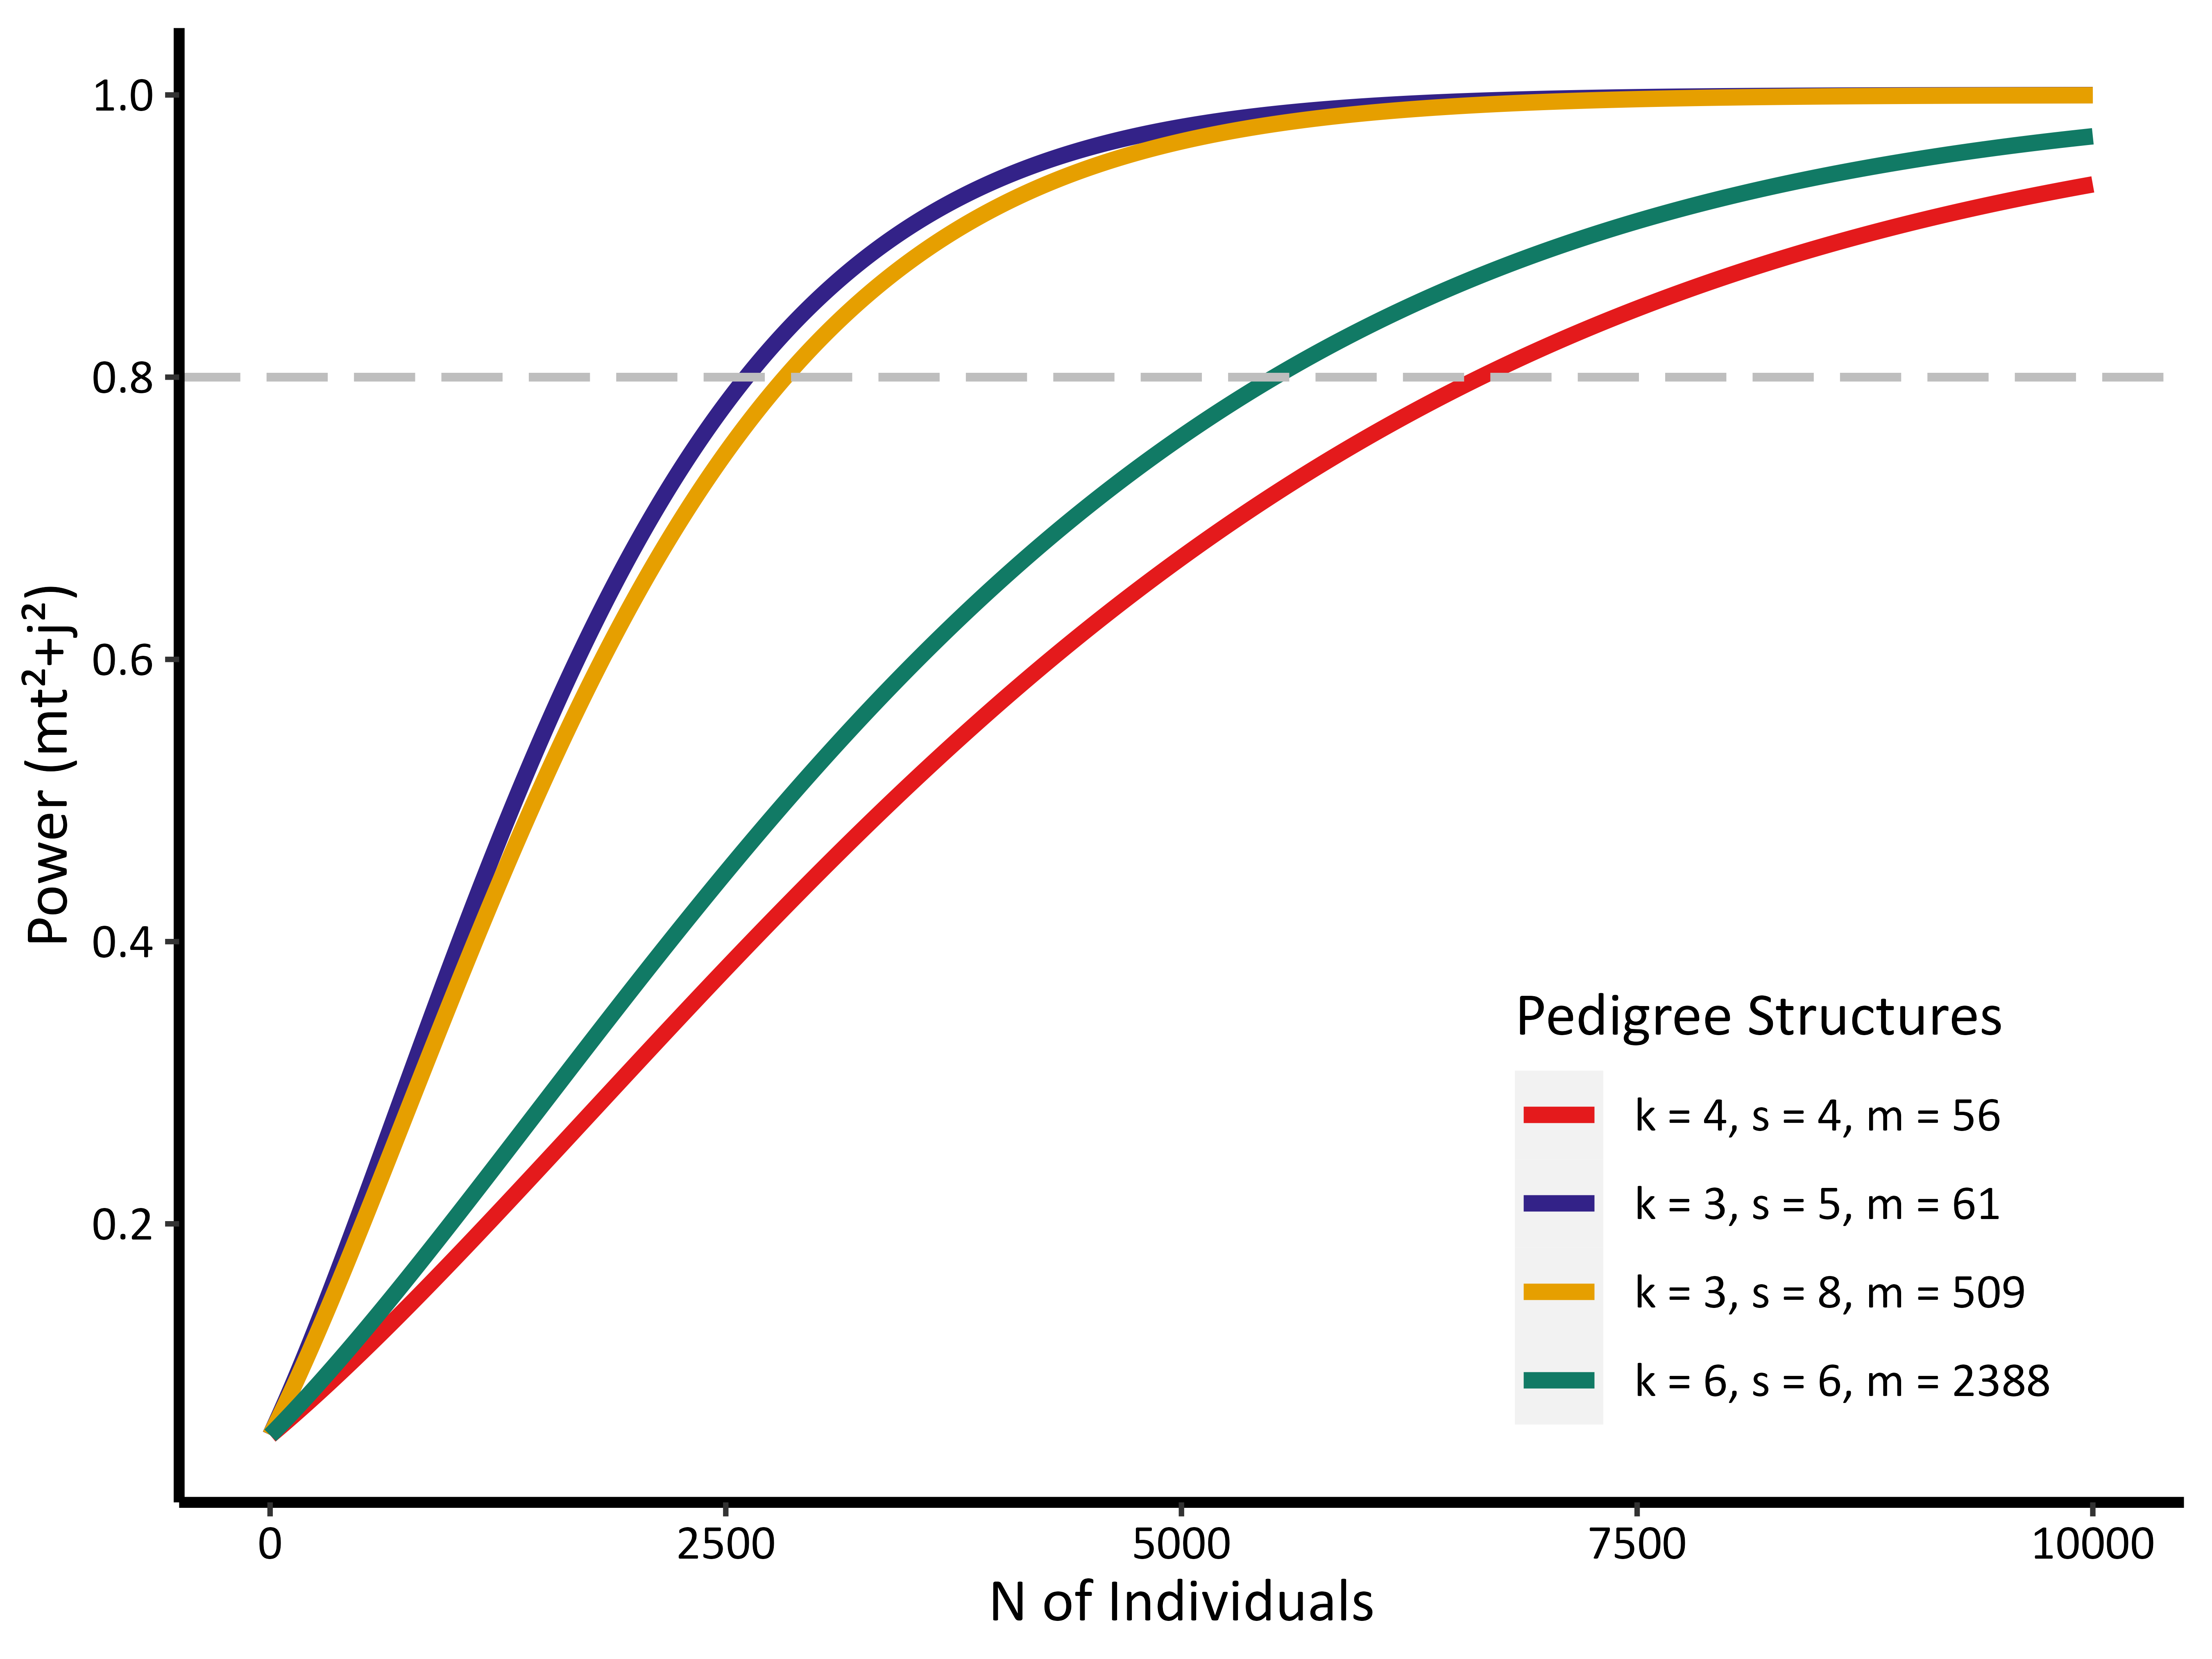 Power (mt²+j²)
1.0
0.8
0.6
0.4
0.2
0
2500
5000
7500
10000
N of Individuals
Pedigree Structures
k = 4, s = 4, m = 56
k = 3, s = 5, m = 61
k = 3, s = 8, m = 509
k = 6, s = 6, m = 2388